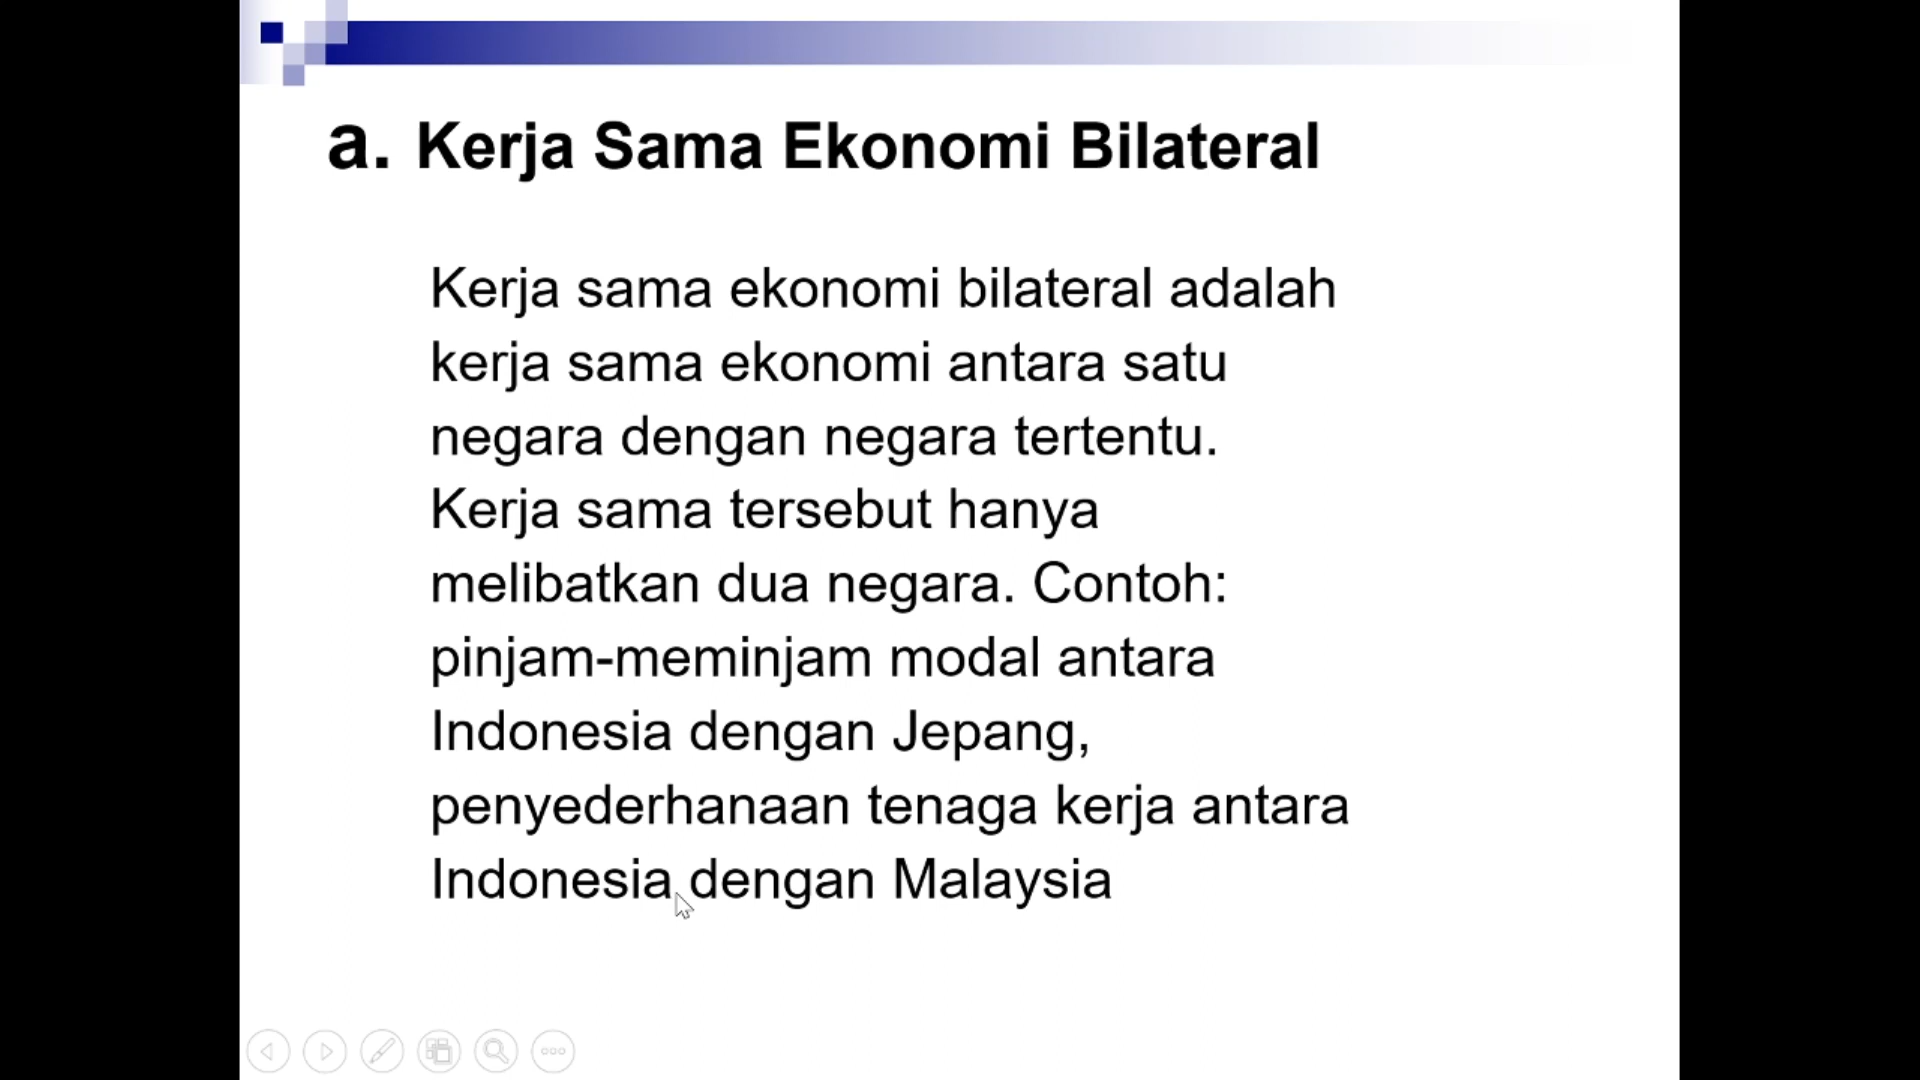 a. Kerja Sama Ekonomi Bilateral
Kerja sama ekonomi bilateral adalah
kerja sama ekonomi antara satu
negara dengan negara tertentu.
Kerja sama tersebut hanya
melibatkan dua negara. Contoh:
pinjam-meminjam modal antara
Indonesia dengan Jepang,
penyederhanaan tenaga kerja antara
Indonesia dengan Malaysia